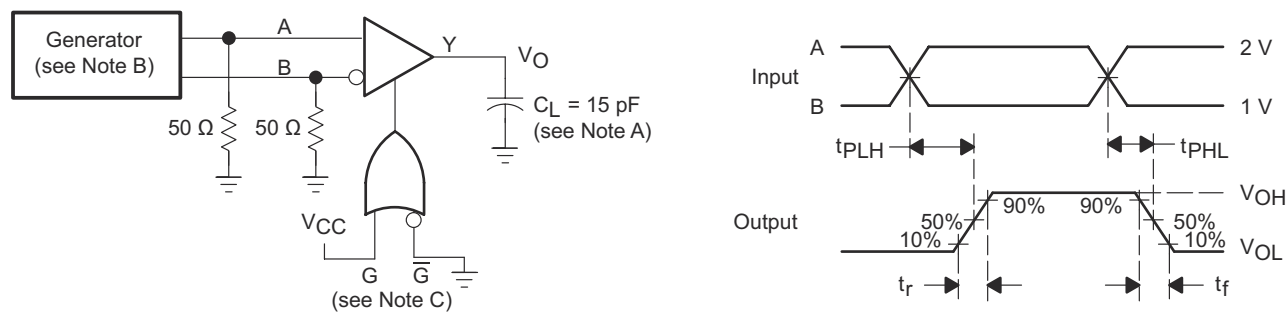 Generator
(see Note B)
A
B
Y
VO
CL = 15 pF
(see Note A)
50 Ω
50 Ω
VCC
G
G̅
(see Note C)
A
Input
B
2 V
1 V
tPLH
tPHL
Output
10%
50%
90%
90%
50%
10%
VOH
VOL
tr
tf